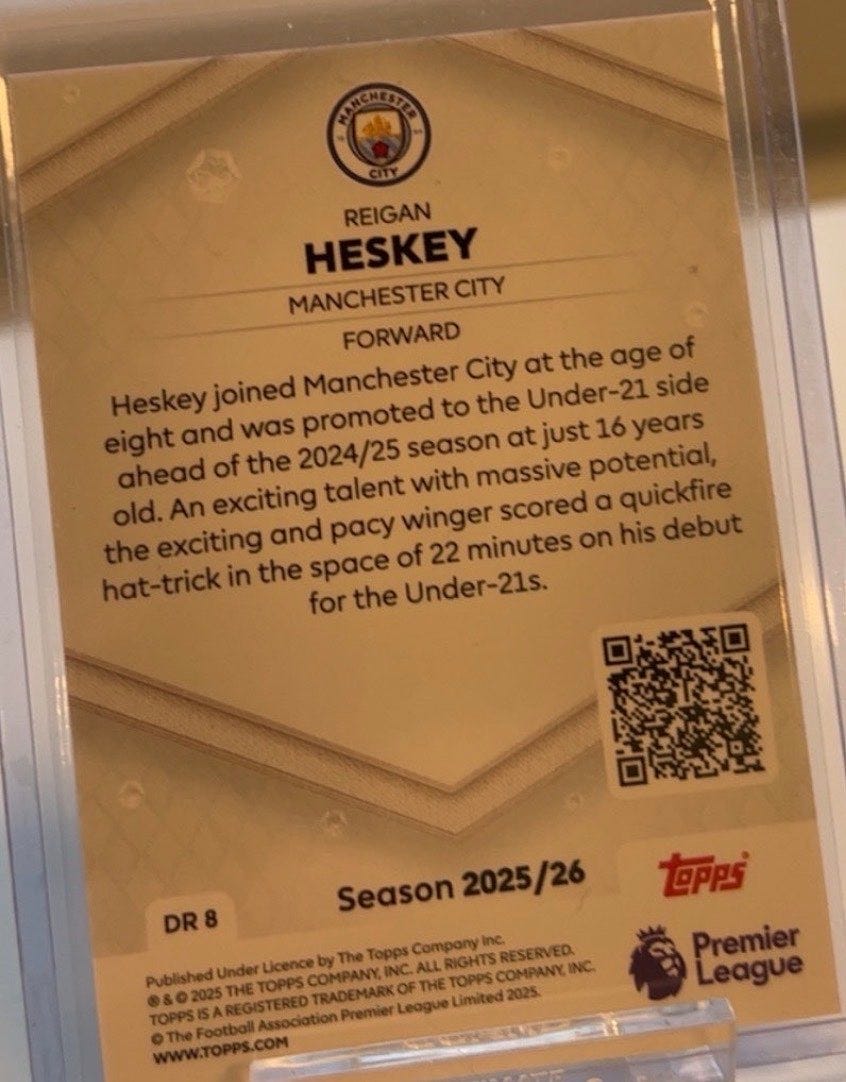 MANCHESTER
CITY
REIGAN
HESKEY
MANCHESTER CITY
FORWARD
Heskey joined Manchester City at the age of
eight and was promoted to the Under-21 side
ahead of the 2024/25 season at just 16 years
old. An exciting talent with massive potential,
the exciting and pacy winger scored a quickfire
hat-trick in the space of 22 minutes on his debut
for the Under-21s.
DR 8
Season 2025/26
Topps
Premier
League
Published Under Licence by The Topps Company Inc.
® & © 2025 THE TOPPS COMPANY, INC. ALL RIGHTS RESERVED.
TOPPS IS A REGISTERED TRADEMARK OF THE TOPPS COMPANY, INC.
© The Football Association Premier League Limited 2025.
WWW.TOPPS.COM